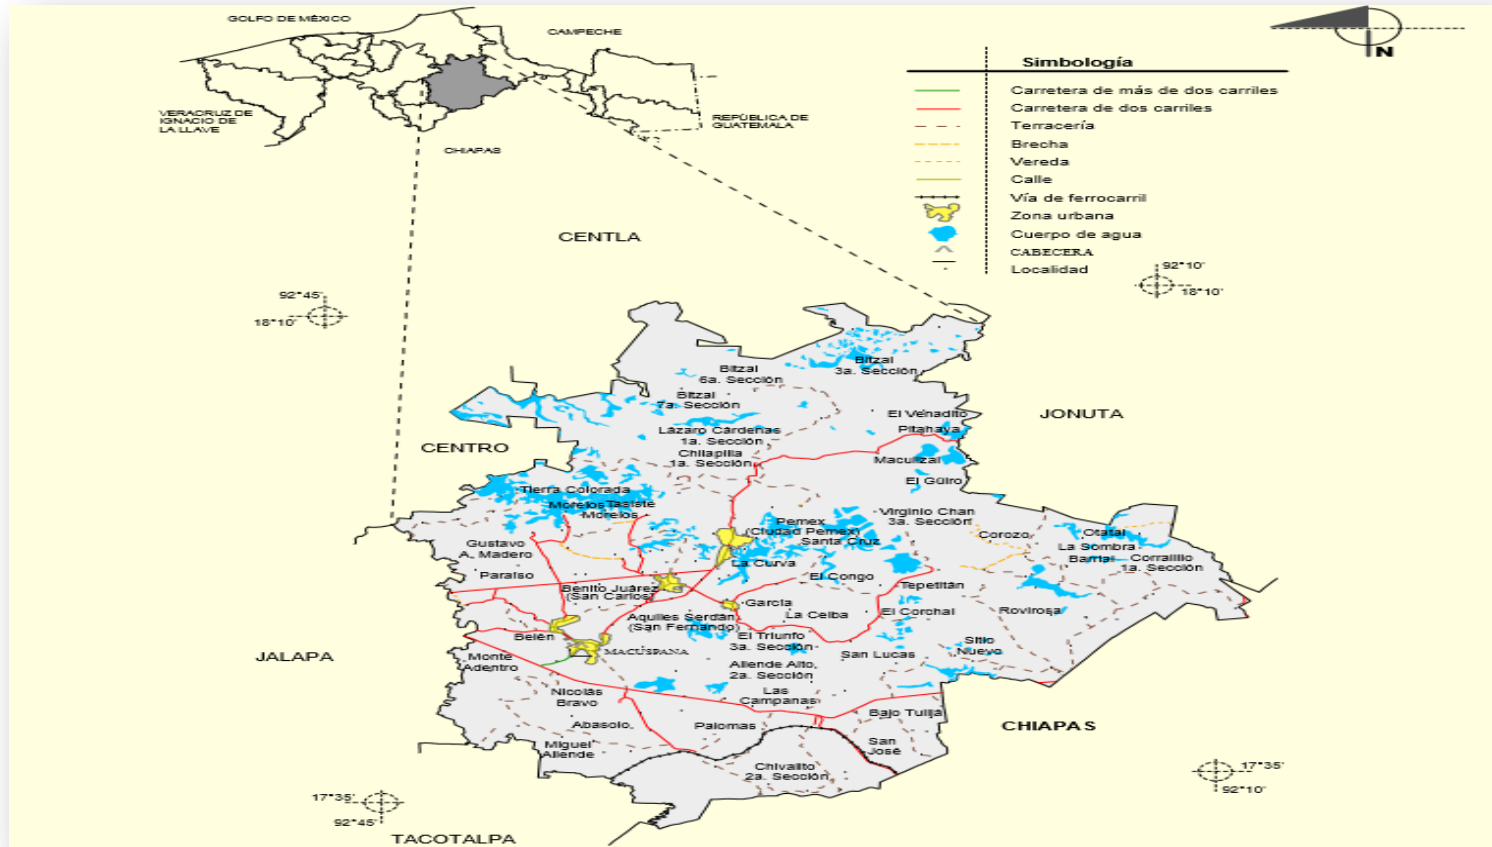 GOLFO DE MÉXICO
CAMPECHE
VERACRUZ DE
IGNACIO DE
LA LLAVE
REPÚBLICA DE
GUATEMALA
CHIAPAS
N
Simbología
Carretera de más de dos carriles
Carretera de dos carriles
Terracería
Brecha
Vereda
Calle
Vía de ferrocarril
Zona urbana
Cuerpo de agua
CABECERA
Localidad
CENTLA
92°45'
18°10'
92°10'
18°10'
Bitzal
3a. Sección
Bitzal
6a. Sección
Bitzal
7a. Sección
El Venadito
Pitahaya
JONUTA
Lázaro Cárdenas
1a. Sección
CENTRO
Chilapilla
1a. Sección
Maculizal
El Güiro
Tierra Colorada
Morelos Tasiste
Morelos
Virginio Chan
3a. Sección
Pemex
(Ciudad Pemex)
Santa Cruz
Corozo
Otatal
La Sombra
Barrial
Corralillo
1a. Sección
Gustavo
A. Madero
La Curva
Paraíso
El Congo
Tepetitán
Benito Juárez
(San Carlos)
García
La Ceiba
El Corchal
Rovirosa
Aquiles Serdán
(San Fernando)
Belén
El Triunfo
3a. Sección
Sitio
Nuevo
MACUSPANA
San Lucas
JALAPA
Monte
Adentro
Allende Alto,
2a. Sección
Nicolás
Bravo
Las
Campanas
Bajo Tulijá
CHIAPAS
Abasolo
Palomas
Miguel
Allende
San
José
Chivalito
2a. Sección
17°35'
92°10'
17°35'
92°45'
TACOTALPA